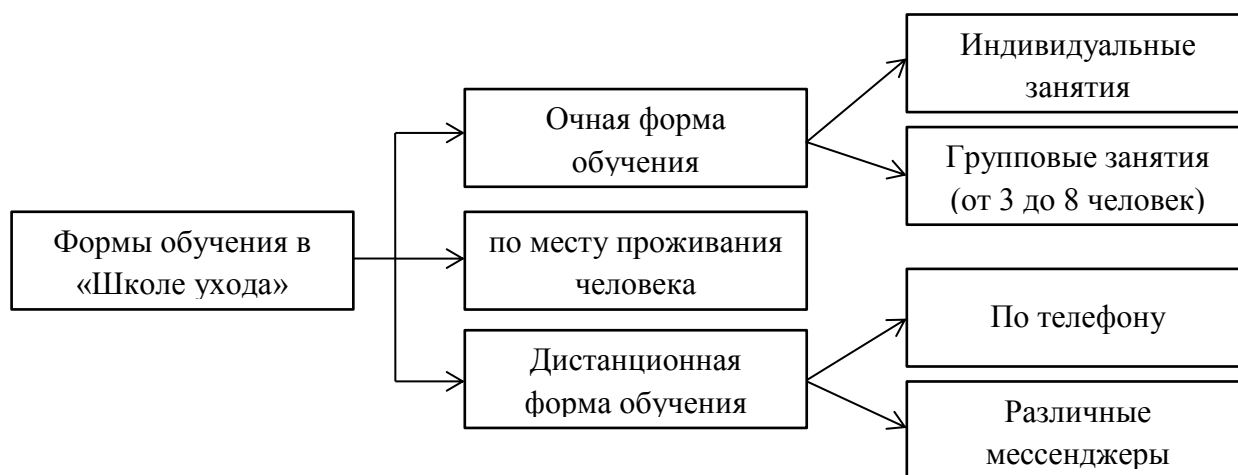 Формы обучения в
«Школе ухода»
Очная форма
обучения
Индивидуальные
занятия
Групповые занятия
(от 3 до 8 человек)
по месту проживания
человека
Дистанционная
форма обучения
По телефону
Различные
мессенджеры